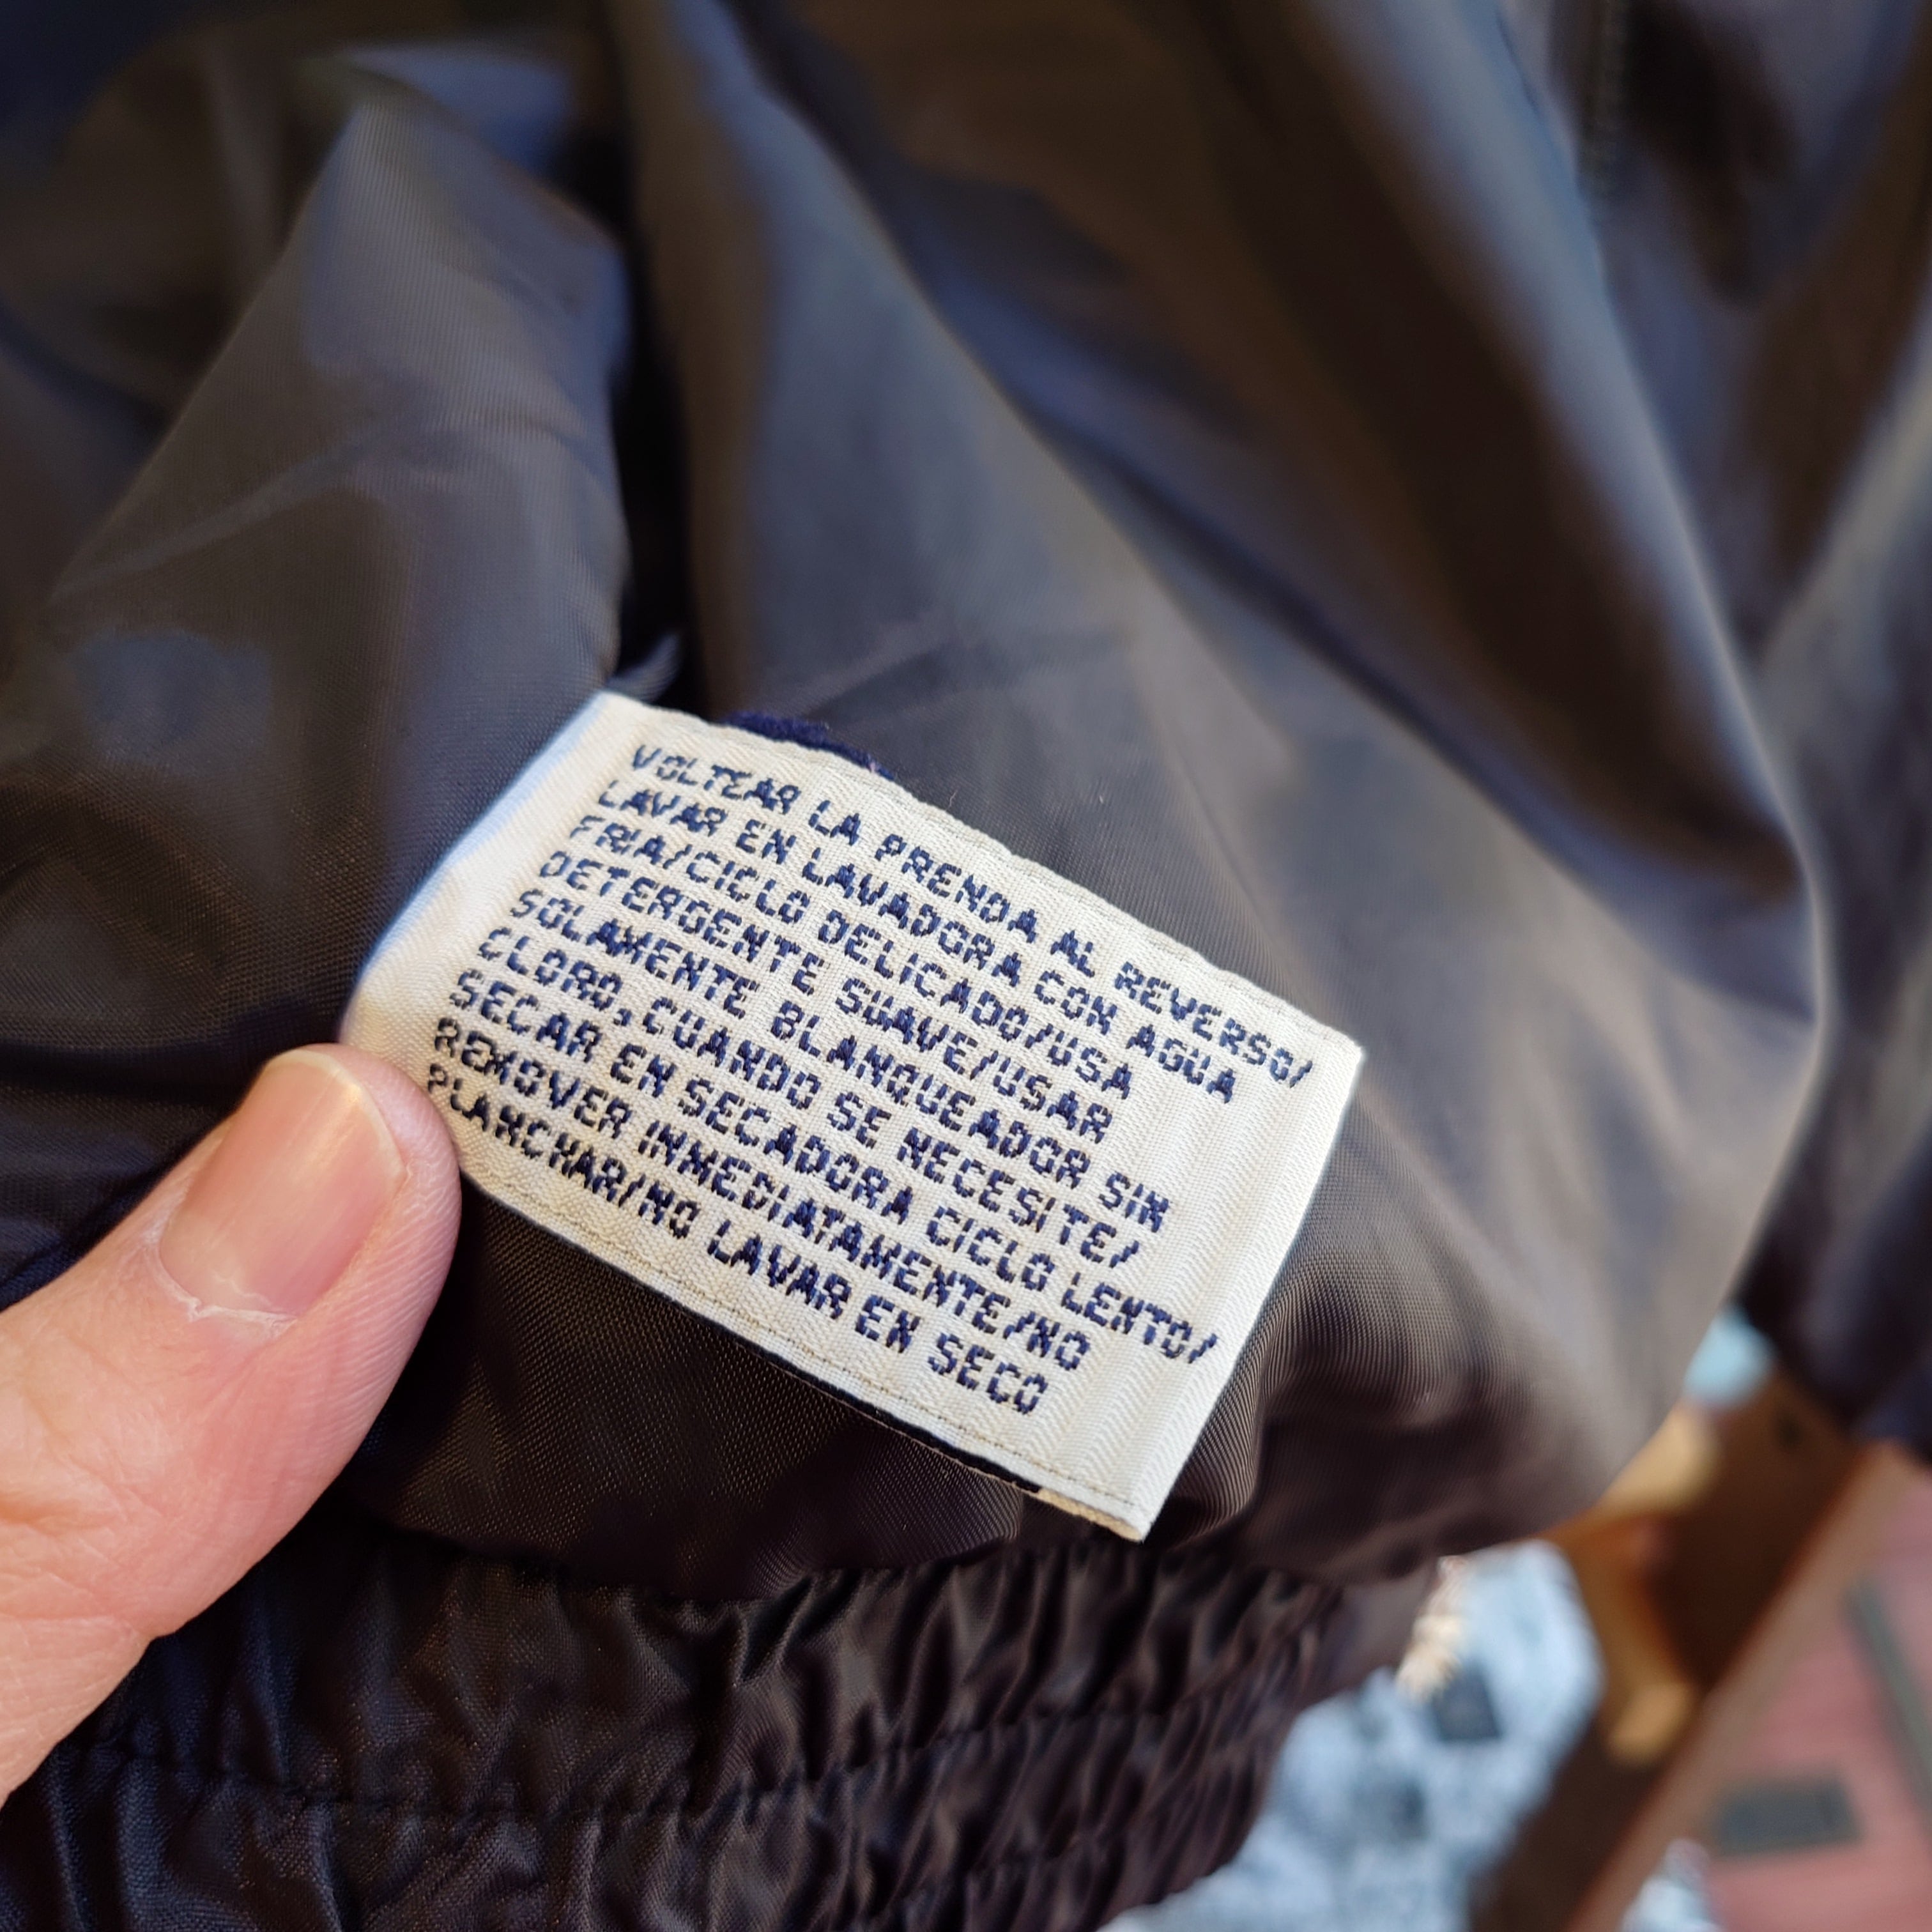 VOLTEAR LA PRENDA AL REVERSO/
LAVAR EN LAVADORA CON AGUA
FRIA/CICLO DELICADO/USA
DETERGENTE SUAVE/USAR
SOLAMENTE BLANQUEADOR SIN
CLORO, CUANDO SE NECESITE/
SECAR EN SECADORA CICLO LENTO/
REMOVER INMEDIATAMENTE/NO
PLANCHAR/NO LAVAR EN SECO